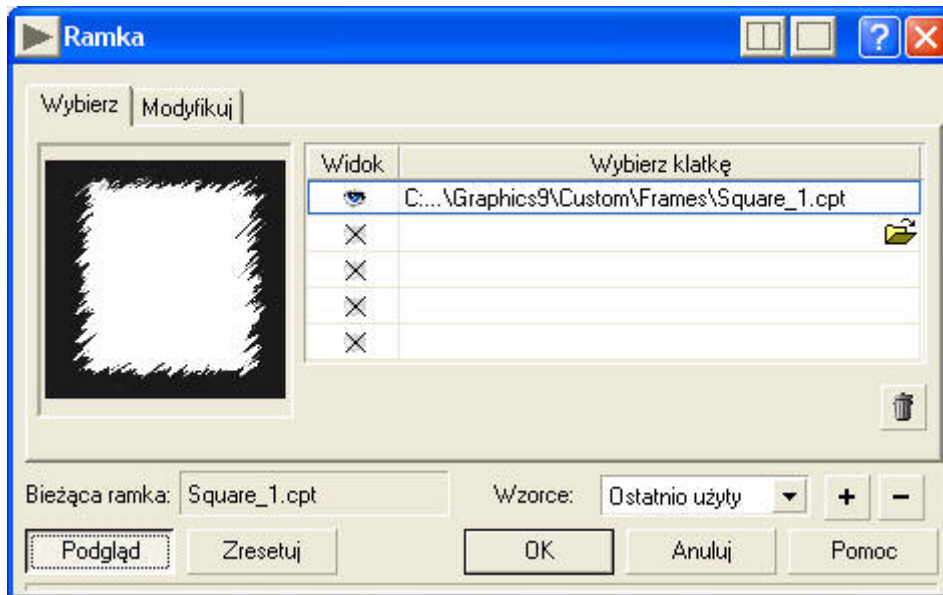 Ramka
Wybierz Modyfikuj
Widok Wybierz klatkę
C:...\Graphics9\Custom\Frames\Square_1.cpt
Bieżąca ramka: Square_1.cpt Wzorce: Ostatnio użyty + −
Podgląd Zresetuj OK Anuluj Pomoc